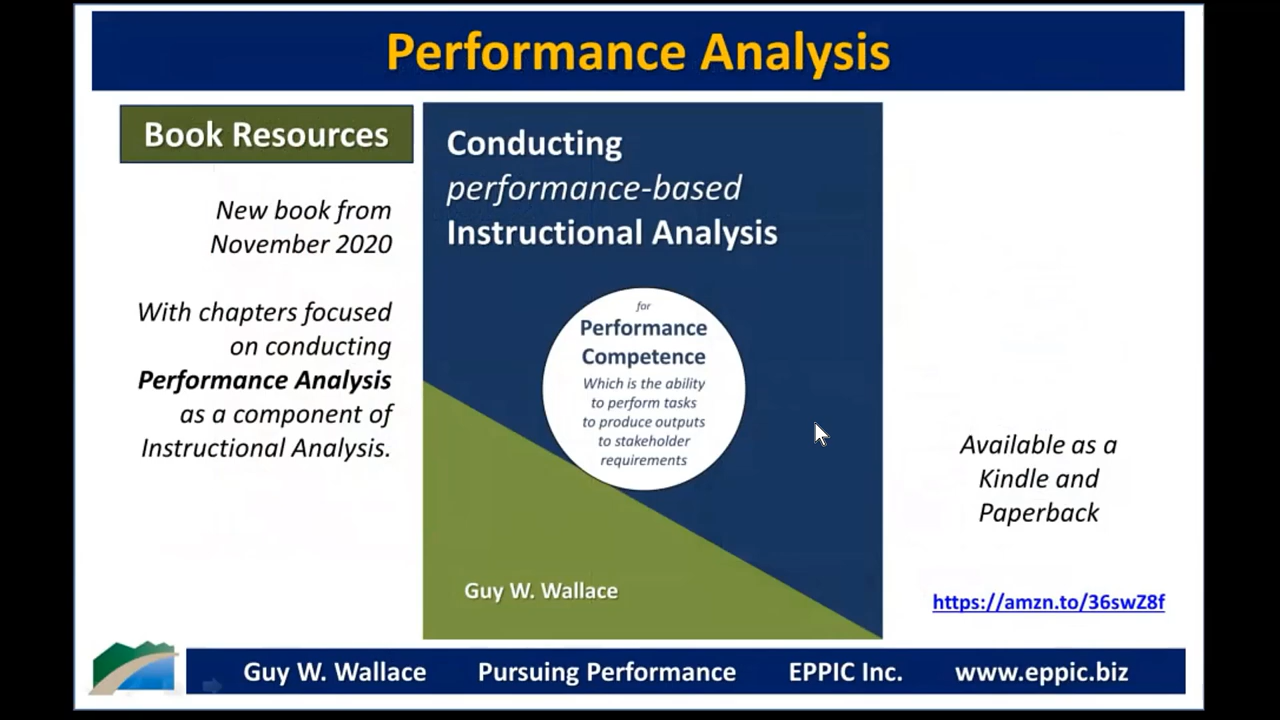 Performance Analysis
Book Resources
New book from
November 2020
With chapters focused
on conducting
Performance Analysis
as a component of
Instructional Analysis.
Conducting
performance-based
Instructional Analysis
for
Performance
Competence
Which is the ability
to perform tasks
to produce outputs
to stakeholder
requirements
Guy W. Wallace
Available as a
Kindle and
Paperback
https://amzn.to/36swZ8f
Guy W. Wallace Pursuing Performance EPPIC Inc. www.eppic.biz